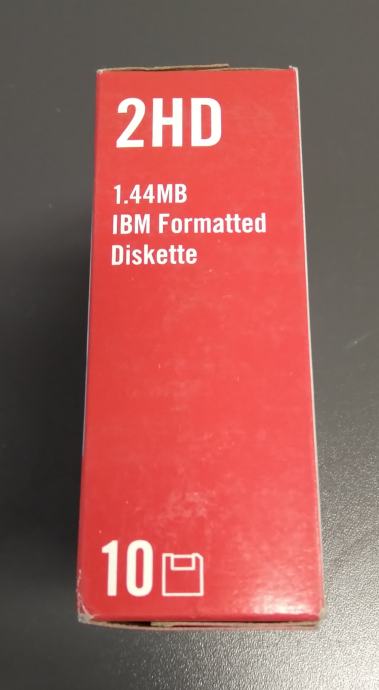 2HD
1.44MB
IBM Formatted
Diskette
10